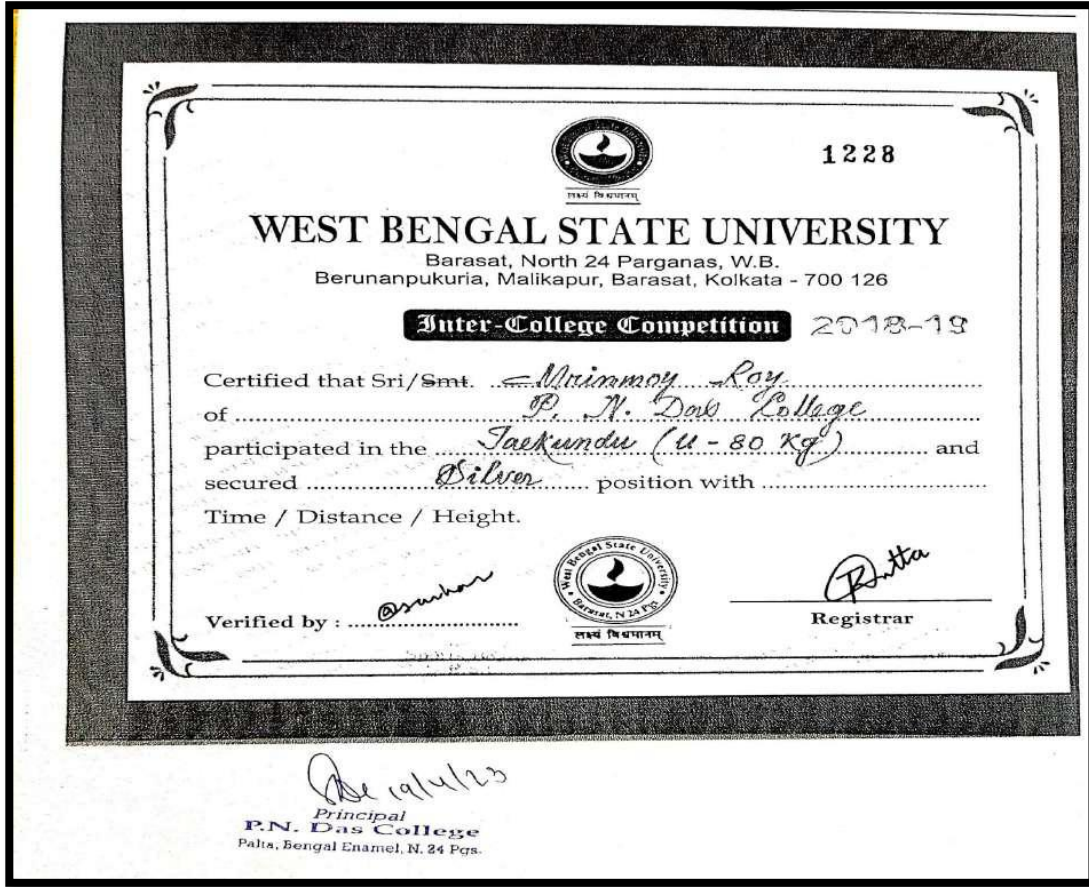 1228
लक्ष्यं विधमानम्
WEST BENGAL STATE UNIVERSITY
Barasat, North 24 Parganas, W.B.
Berunanpukuria, Malikapur, Barasat, Kolkata - 700 126
Inter-College Competition 2018-19
Certified that Sri/Smt. Mrinmoy Roy
of P. N. Das College
participated in the Taekundu (U - 80 Kg) and
secured Silver position with
Time / Distance / Height.
West Bengal State University
Barasat, N 24 Pgs
लक्ष्यं विधमानम्
Verified by :
Registrar
19/4/23
Principal
P.N. Das College
Palta, Bengal Enamel, N. 24 Pgs.